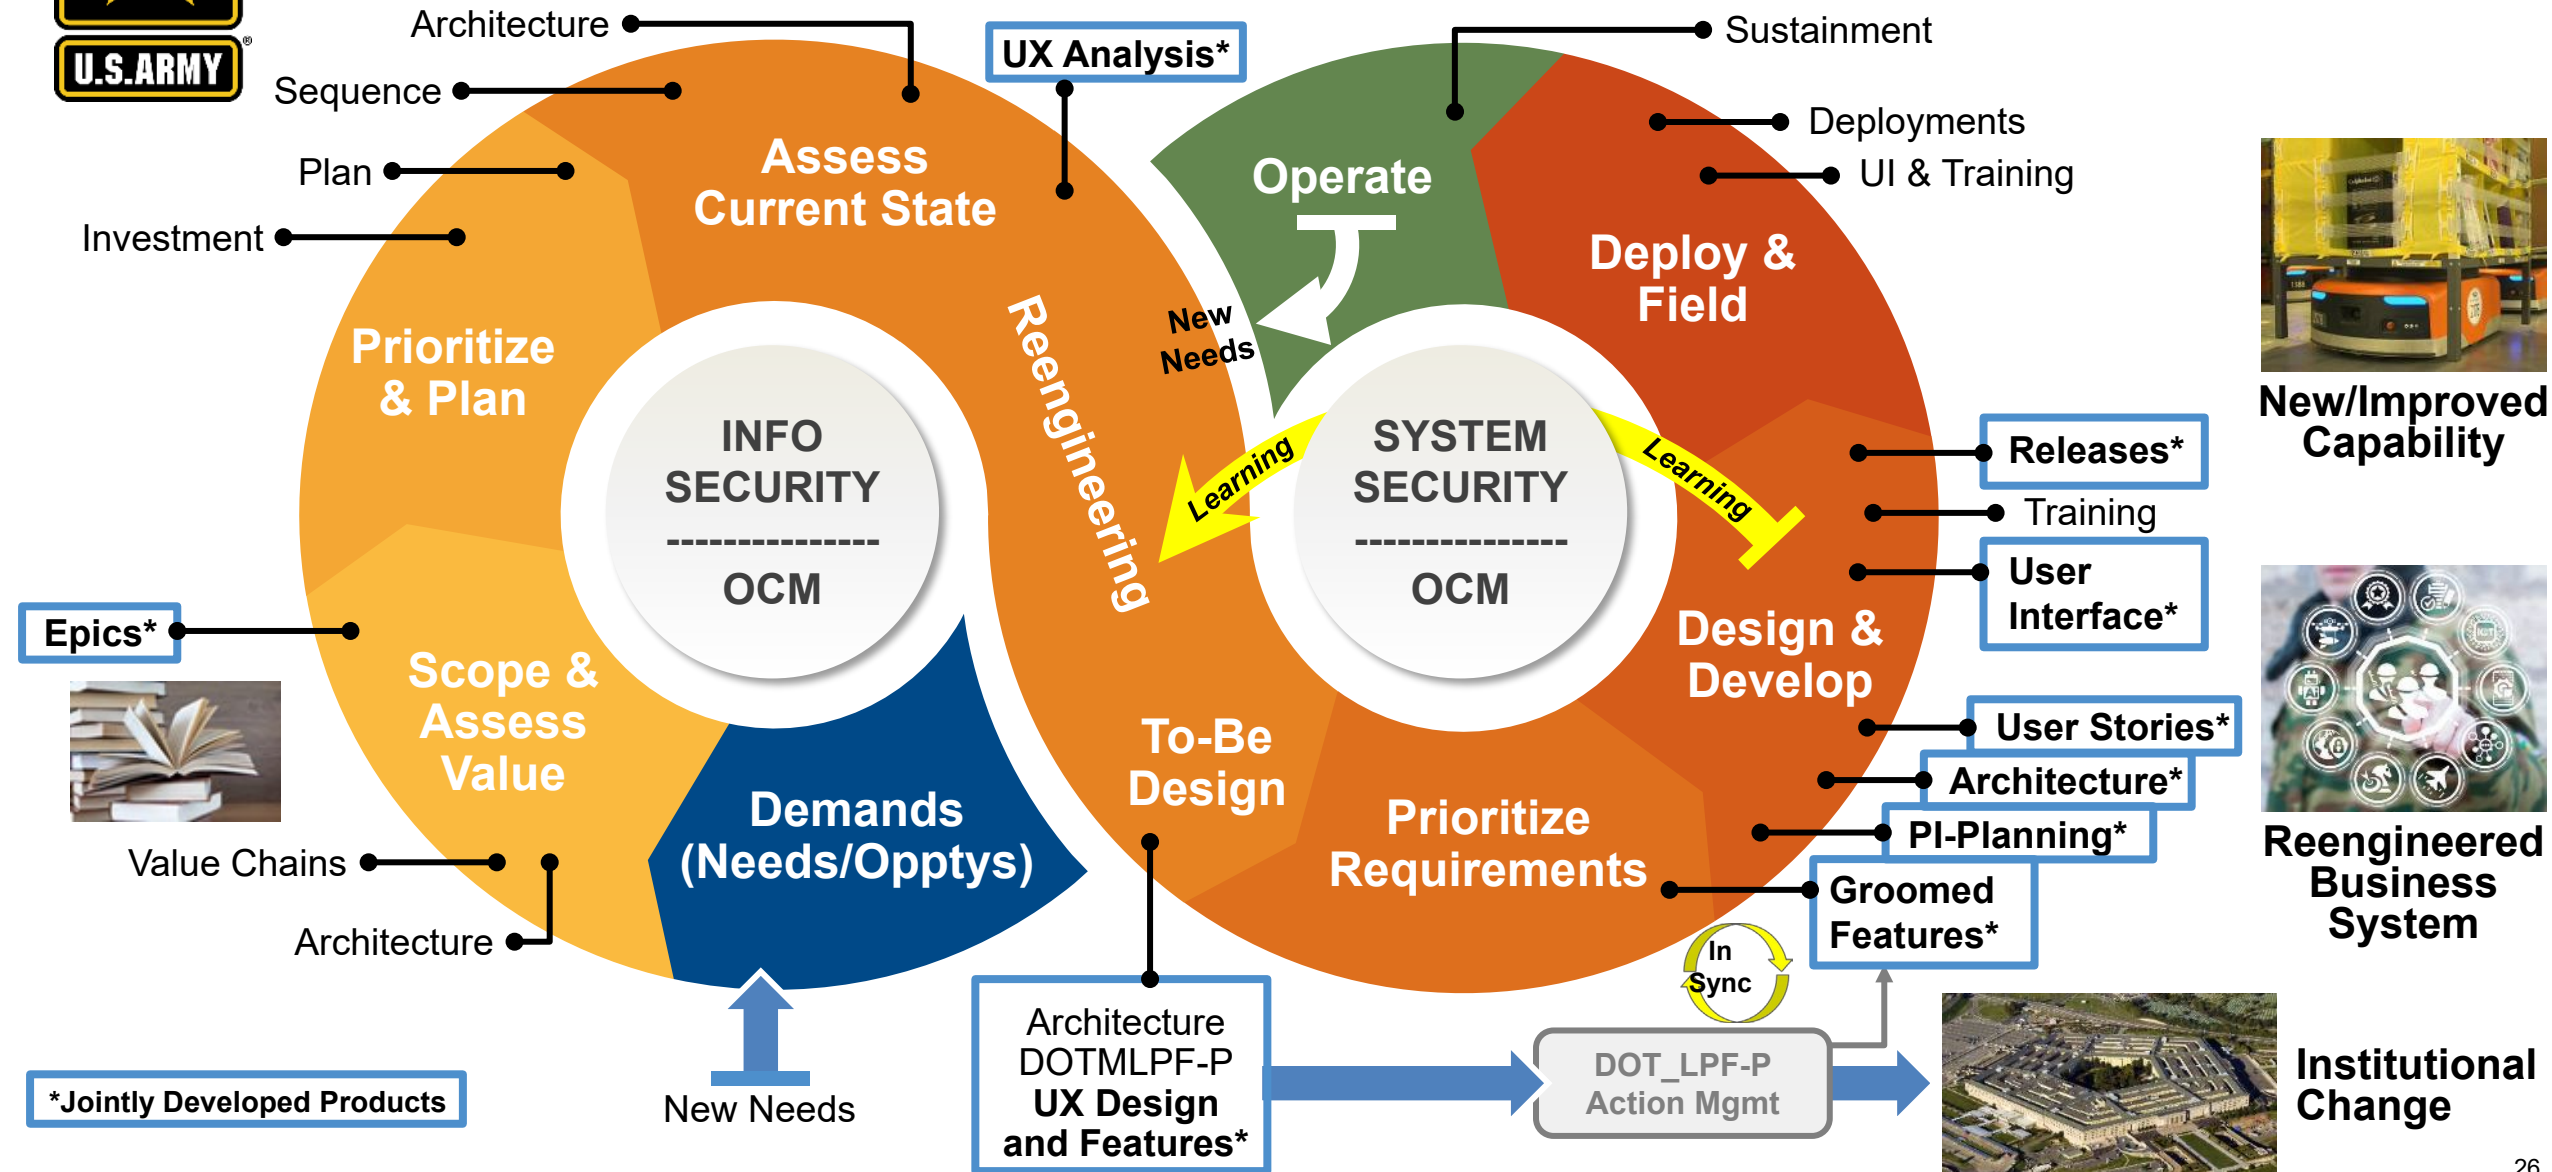 U.S.ARMY
®
Architecture
Sequence
Plan
Investment
UX Analysis*
Sustainment
Deployments
UI & Training
Assess
Current State
Operate
Deploy &
Field
Prioritize
& Plan
Reengineering
New
Needs
INFO
SECURITY
----------------
OCM
SYSTEM
SECURITY
----------------
OCM
Learning
Learning
New/Improved
Capability
Releases*
Training
User
Interface*
Epics*
Scope &
Assess
Value
Design &
Develop
To-Be
Design
Demands
(Needs/Opptys)
Prioritize
Requirements
User Stories*
Architecture*
PI-Planning*
Groomed
Features*
Value Chains
Architecture
Reengineered
Business
System
In
Sync
Architecture
DOTMLPF-P
UX Design
and Features*
DOT_LPF-P
Action Mgmt
Institutional
Change
*Jointly Developed Products
New Needs
26